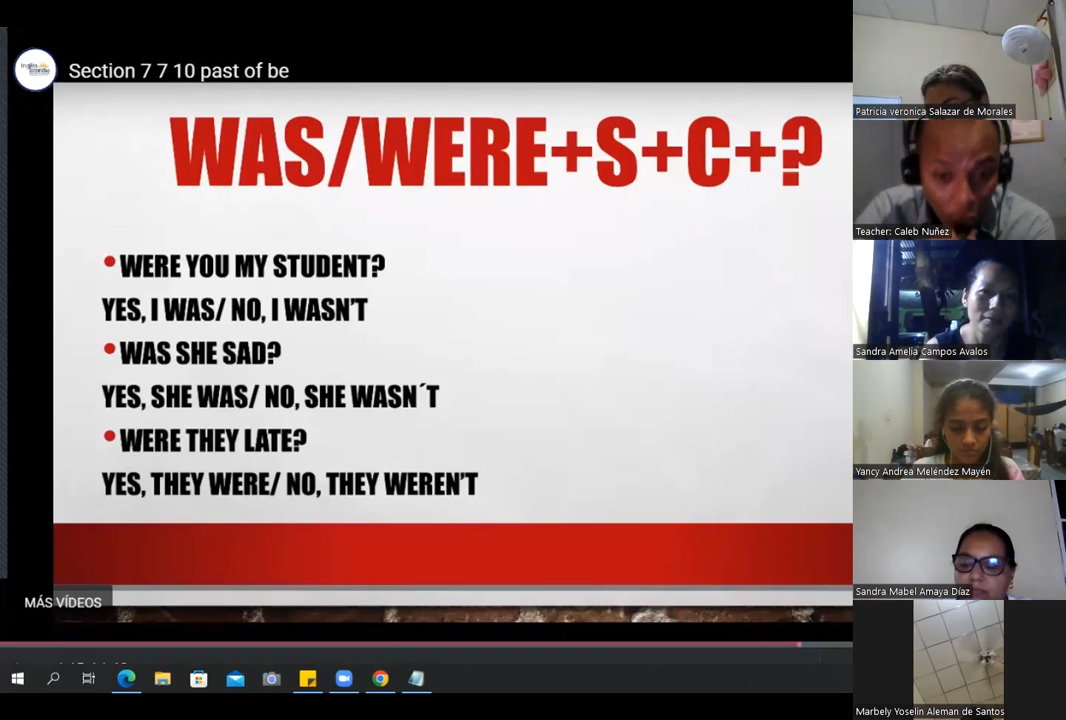 Section 7 7 10 past of be
WAS/WERE+S+C+?
•WERE YOU MY STUDENT?
YES, I WAS/ NO, I WASN'T
•WAS SHE SAD?
YES, SHE WAS/ NO, SHE WASN´T
•WERE THEY LATE?
YES, THEY WERE/ NO, THEY WEREN'T
MÁS VÍDEOS
Patricia veronica Salazar de Morales
Teacher: Caleb Nuñez
Sandra Amelia Campos Avalos
Yancy Andrea Meléndez Mayén
Sandra Mabel Amaya Díaz
Marbely Yoselin Aleman de Santos